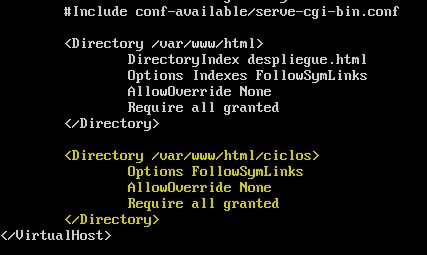 #Include conf-available/serve-cgi-bin.conf
<Directory /var/www/html>
DirectoryIndex despliegue.html
Options Indexes FollowSymLinks
AllowOverride None
Require all granted
</Directory>
<Directory /var/www/html/ciclos>
Options FollowSymLinks
AllowOverride None
Require all granted
</Directory>
</VirtualHost>